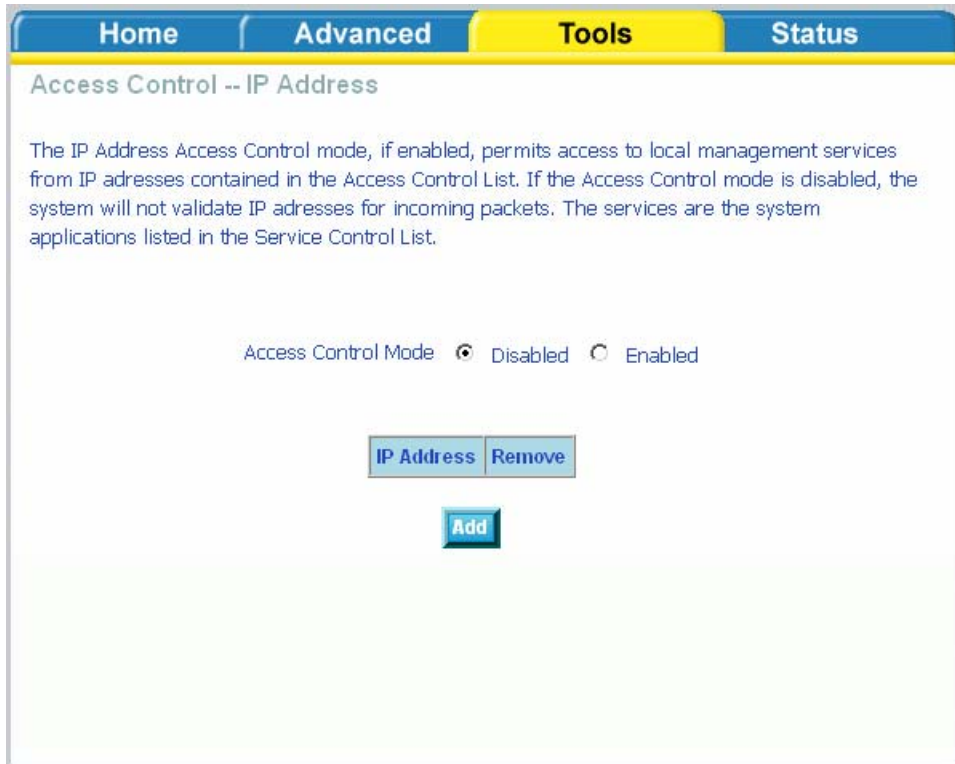 Home Advanced Tools Status
Access Control -- IP Address
The IP Address Access Control mode, if enabled, permits access to local management services
from IP adresses contained in the Access Control List. If the Access Control mode is disabled, the
system will not validate IP adresses for incoming packets. The services are the system
applications listed in the Service Control List.
Access Control Mode Disabled Enabled
IP Address Remove
Add